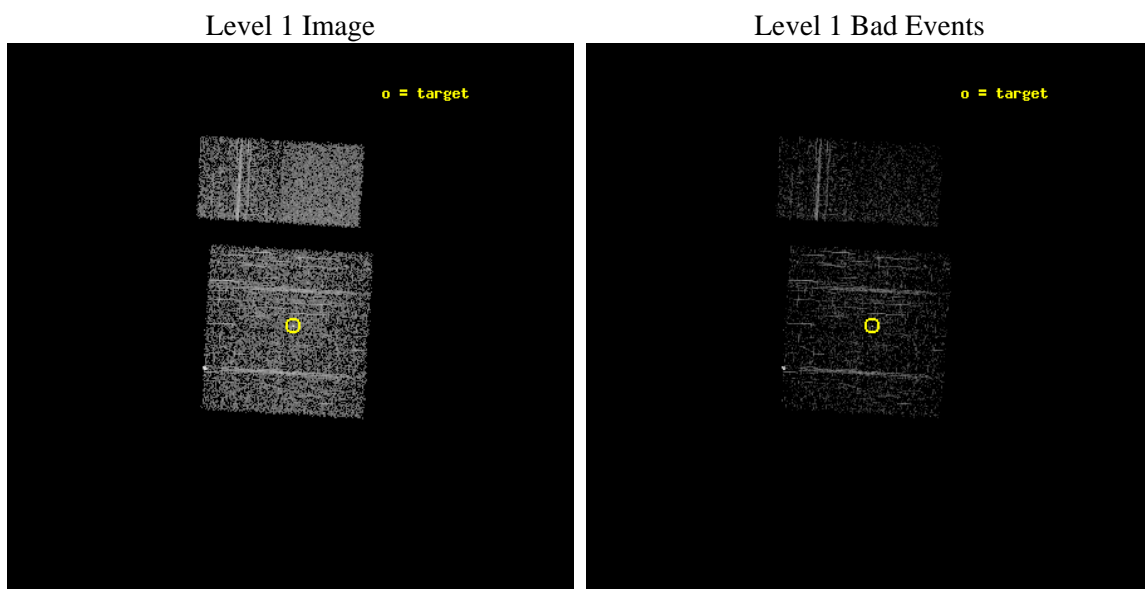 Level 1 Image
Level 1 Bad Events
o = target
o = target